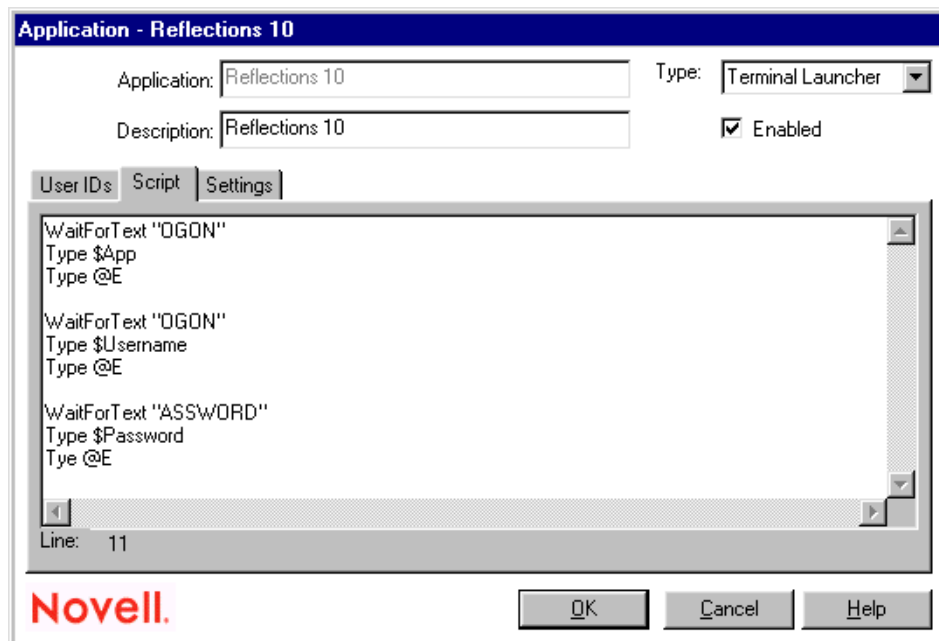 Application - Reflections 10
Application: Reflections 10
Type: Terminal Launcher
Description: Reflections 10
Enabled
User IDs Script Settings
WaitForText "OGON"
Type $App
Type @E
WaitForText "OGON"
Type $Username
Type @E
WaitForText "ASSWORD"
Type $Password
Tye @E
Line: 11
Novell.
OK Cancel Help